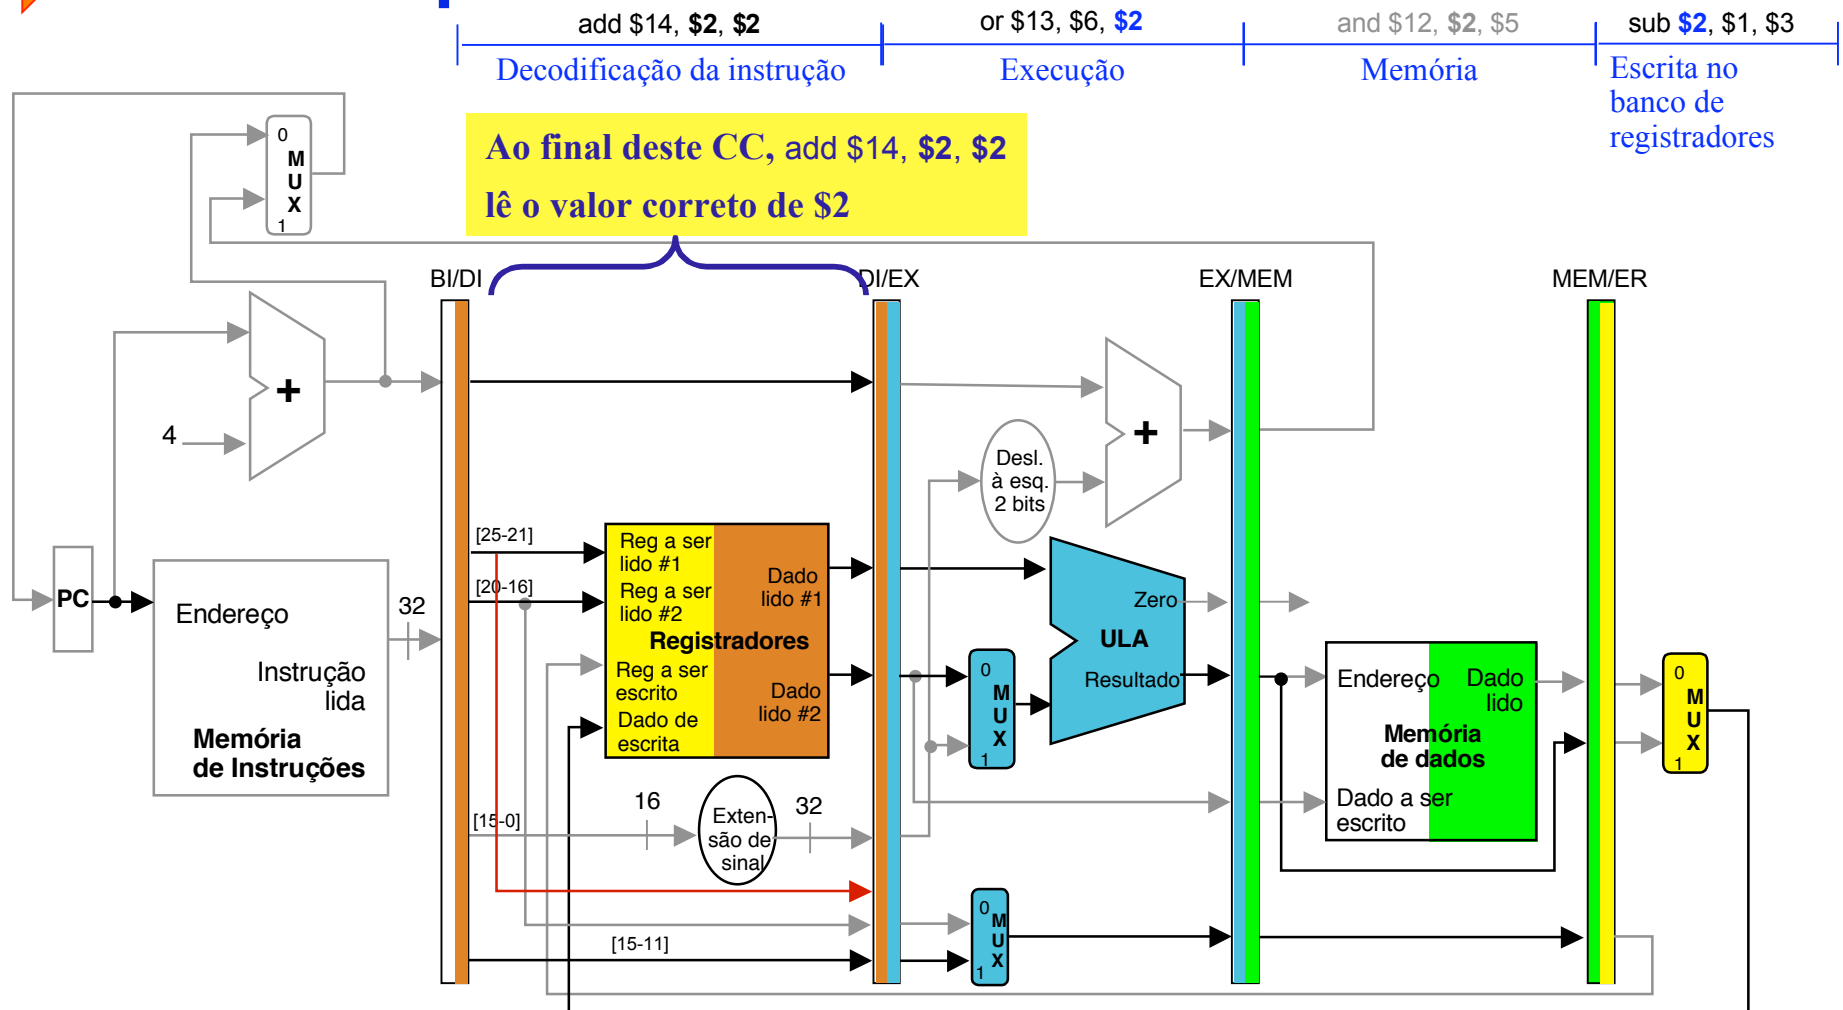 add $14, $2, $2
or $13, $6, $2
and $12, $2, $5
sub $2, $1, $3
Decodificação da instrução
Execução
Memória
Escrita no
banco de
registradores
Ao final deste CC, add $14, $2, $2
lê o valor correto de $2
0
M
U
X
1
BI/DI
DI/EX
EX/MEM
MEM/ER
+
4
+
Desl.
à esq.
2 bits
PC
Endereço
Instrução
lida
Memória
de Instruções
32
[25-21]
[20-16]
[15-0]
[15-11]
Reg a ser
lido #1
Reg a ser
lido #2
Registradores
Reg a ser
escrito
Dado de
escrita
Dado
lido #1
Dado
lido #2
16
Exten-
são de
sinal
32
0
M
U
X
1
Zero
ULA
Resultado
0
M
U
X
1
Endereço
Dado
lido
Memória
de dados
Dado a ser
escrito
0
M
U
X
1